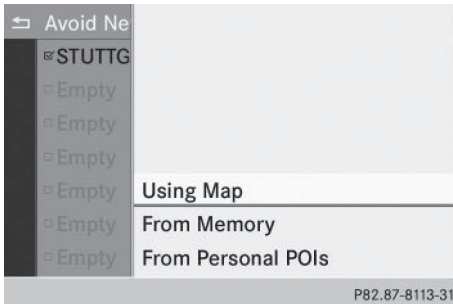 Avoid Ne
STUTTG
Empty
Empty
Empty
Empty
Using Map
Empty
From Memory
Empty
From Personal POIs
P82.87-8113-31